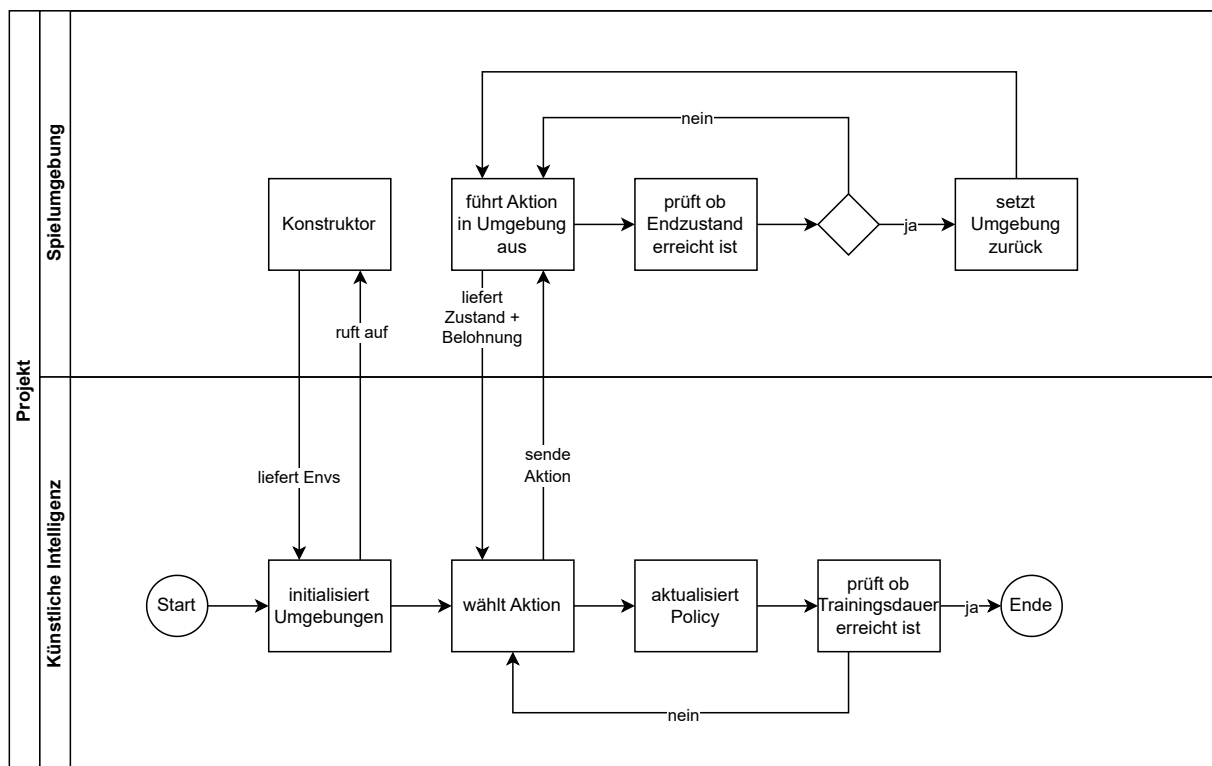 Projekt
Spielumgebung
nein
Konstruktor
führt Aktion
in Umgebung
aus
prüft ob
Endzustand
erreicht ist
ja
setzt
Umgebung
zurück
liefert
Zustand +
Belohnung
ruft auf
Künstliche Intelligenz
liefert Envs
sende
Aktion
Start
initialisiert
Umgebungen
wählt Aktion
aktualisiert
Policy
prüft ob
Trainingsdauer
erreicht ist
ja
Ende
nein